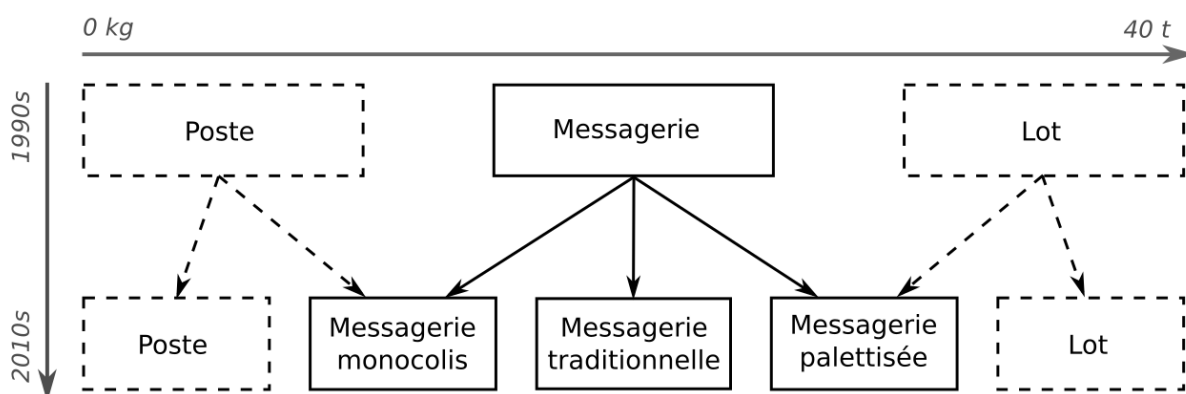 0 kg
40 t
1990s
Poste
Messagerie
Lot
2010s
Poste
Messagerie
monocolis
Messagerie
traditionnelle
Messagerie
palettisée
Lot